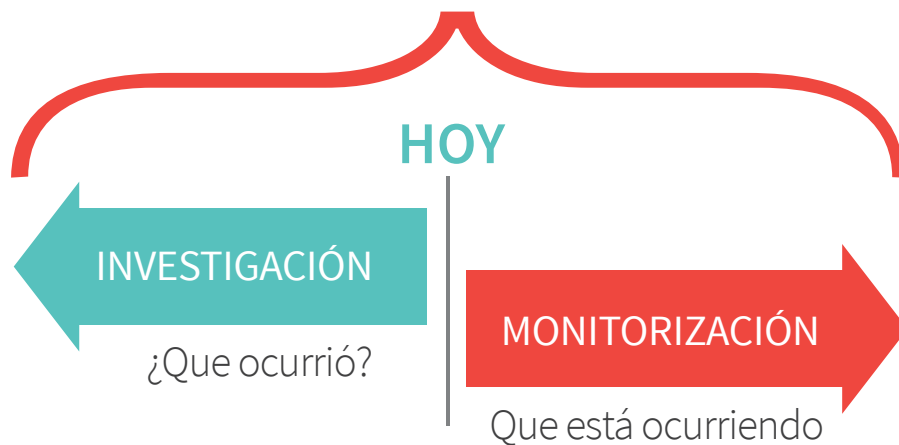 HOY
INVESTIGACIÓN
¿Que ocurrió?
MONITORIZACIÓN
Que está ocurriendo